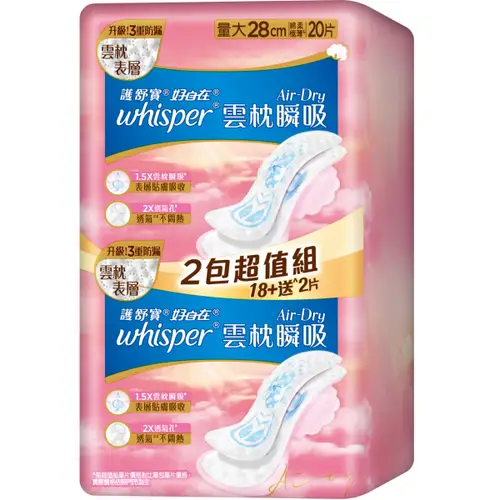 升級!3重防漏
雲枕
表層
量大28cm 綿柔極薄 20片
護舒寶® 好自在®
whisper®
Air-Dry
雲枕瞬吸
1.5X雲枕瞬吸*
表層貼膚吸收
2X透氣孔*
透氣**不悶熱
2包超值組
18+送^2片
升級!3重防漏
雲枕
表層
護舒寶® 好自在®
whisper®
Air-Dry
雲枕瞬吸
1.5X雲枕瞬吸*
表層貼膚吸收
2X透氣孔*
透氣**不悶熱